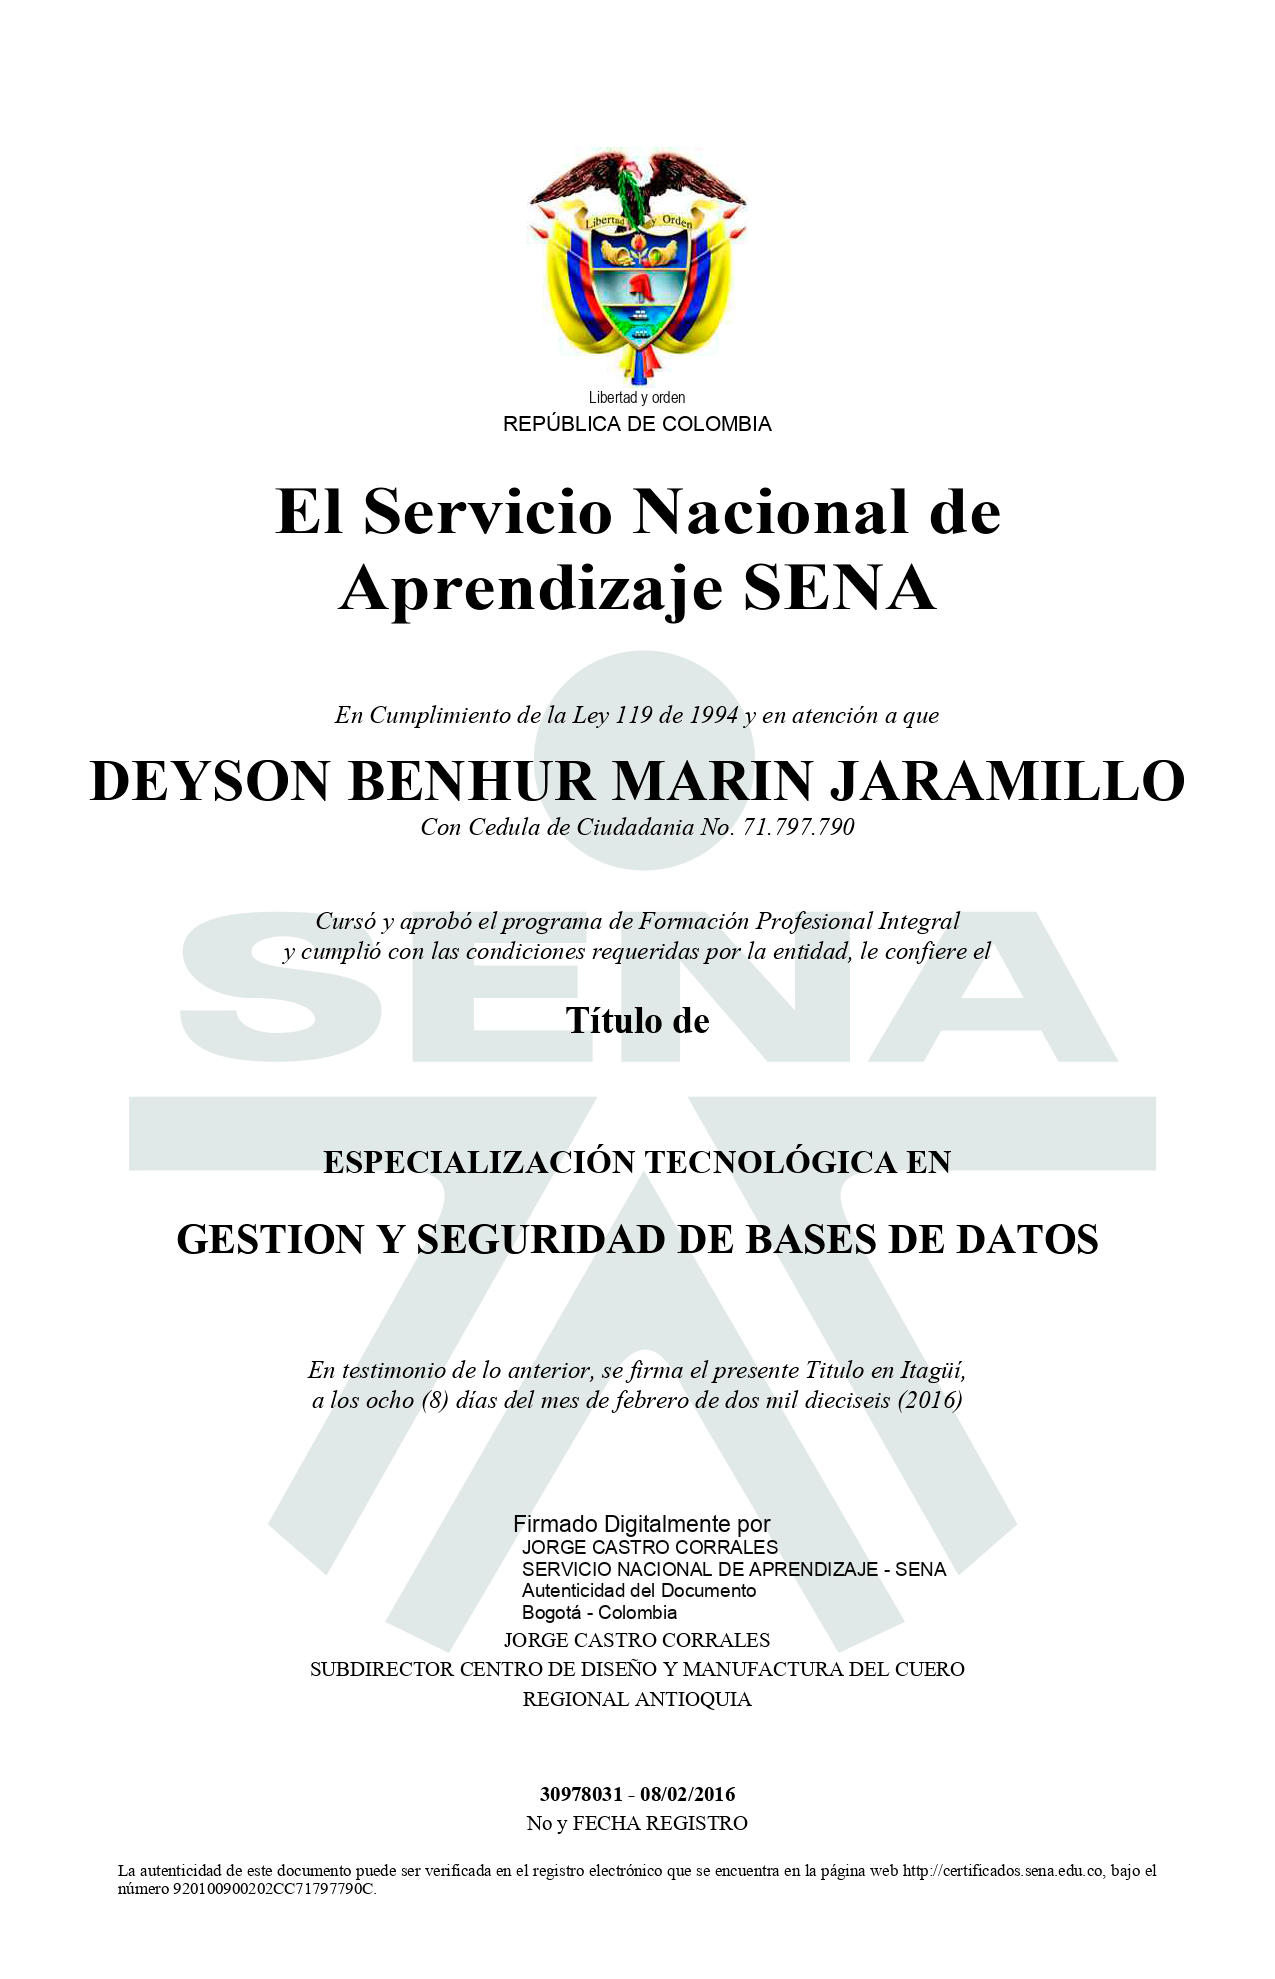 Libertad y Orden
Libertad y orden
REPÚBLICA DE COLOMBIA
El Servicio Nacional de
Aprendizaje SENA
En Cumplimiento de la Ley 119 de 1994 y en atención a que
DEYSON BENHUR MARIN JARAMILLO
Con Cedula de Ciudadania No. 71.797.790
SENA
Cursó y aprobó el programa de Formación Profesional Integral
y cumplió con las condiciones requeridas por la entidad, le confiere el
Título de
ESPECIALIZACIÓN TECNOLÓGICA EN
GESTION Y SEGURIDAD DE BASES DE DATOS
En testimonio de lo anterior, se firma el presente Titulo en Itagüí,
a los ocho (8) días del mes de febrero de dos mil dieciseis (2016)
Firmado Digitalmente por
JORGE CASTRO CORRALES
SERVICIO NACIONAL DE APRENDIZAJE - SENA
Autenticidad del Documento
Bogotá - Colombia
JORGE CASTRO CORRALES
SUBDIRECTOR CENTRO DE DISEÑO Y MANUFACTURA DEL CUERO
REGIONAL ANTIOQUIA
30978031 - 08/02/2016
No y FECHA REGISTRO
La autenticidad de este documento puede ser verificada en el registro electrónico que se encuentra en la página web http://certificados.sena.edu.co, bajo el
número 920100900202CC71797790C.